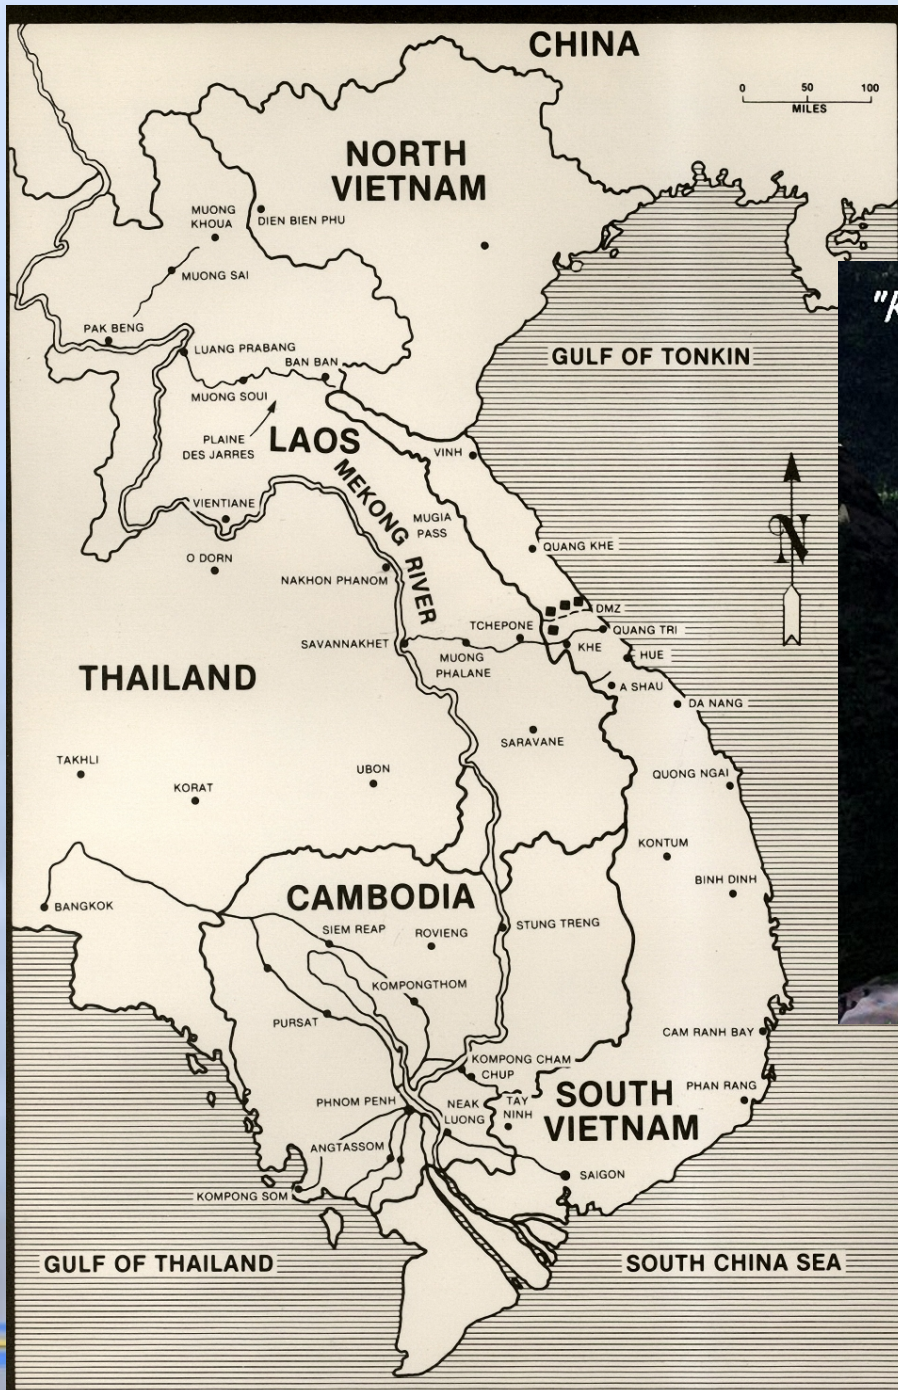 CHINA
0 50 100
MILES
NORTH
VIETNAM
MUONG
KHOUA
DIEN BIEN PHU
MUONG SAI
"R
PAK BENG
LUANG PRABANG
BAN BAN
GULF OF TONKIN
MUONG SOUI
PLAINE
DES JARRES
LAOS
VINH
MEKONG RIVER
VIENTIANE
MUGIA
PASS
N
O DORN
QUANG KHE
NAKHON PHANOM
DMZ
TCHEPONE
QUANG TRI
SAVANNAKHET
KHE
HUE
MUONG
PHALANE
THAILAND
A SHAU
DA NANG
SARAVANE
TAKHLI
KORAT
UBON
QUONG NGAI
KONTUM
BINH DINH
CAMBODIA
BANGKOK
SIEM REAP
ROVIENG
STUNG TRENG
KOMPONGTHOM
PURSAT
CAM RANH BAY
KOMPONG CHAM
CHUP
PHNOM PENH
NEAK
LUONG
TAY
NINH
SOUTH
VIETNAM
PHAN RANG
ANGTASSOM
SAIGON
KOMPONG SOM
GULF OF THAILAND
SOUTH CHINA SEA